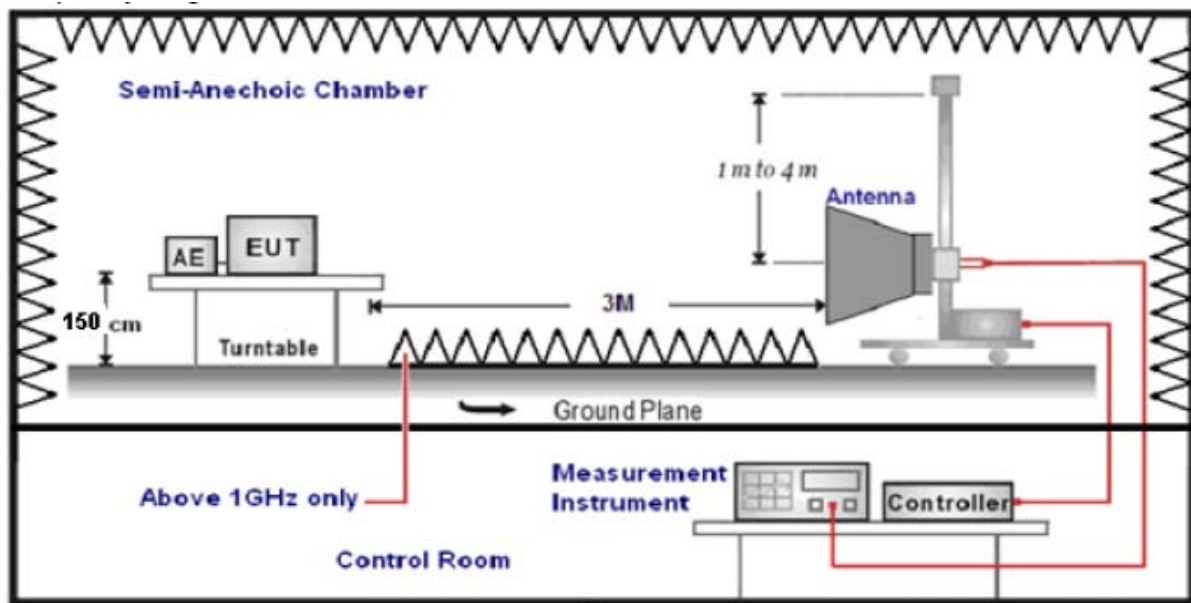 Semi-Anechoic Chamber
1 m to 4 m
Antenna
AE
EUT
3M
150 cm
Turntable
Ground Plane
Measurement
Instrument
Above 1GHz only
Controller
Control Room